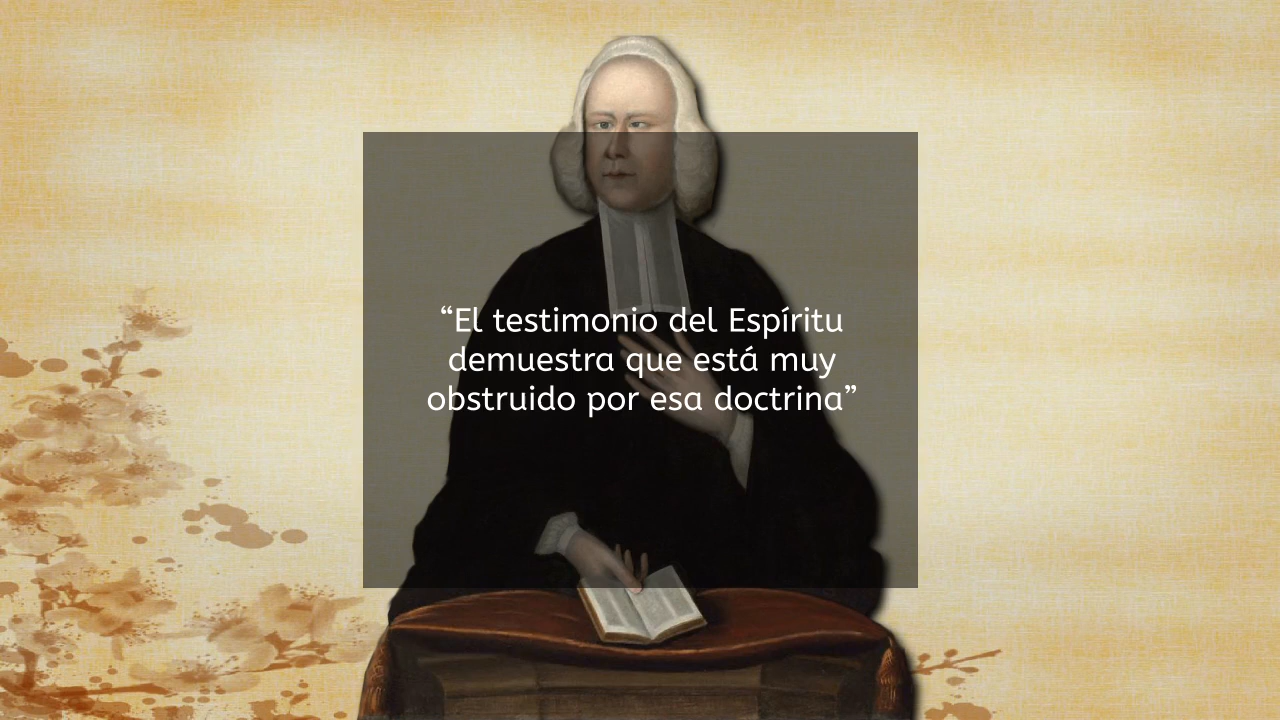 “El testimonio del Espíritu
demuestra que está muy
obstruido por esa doctrina”